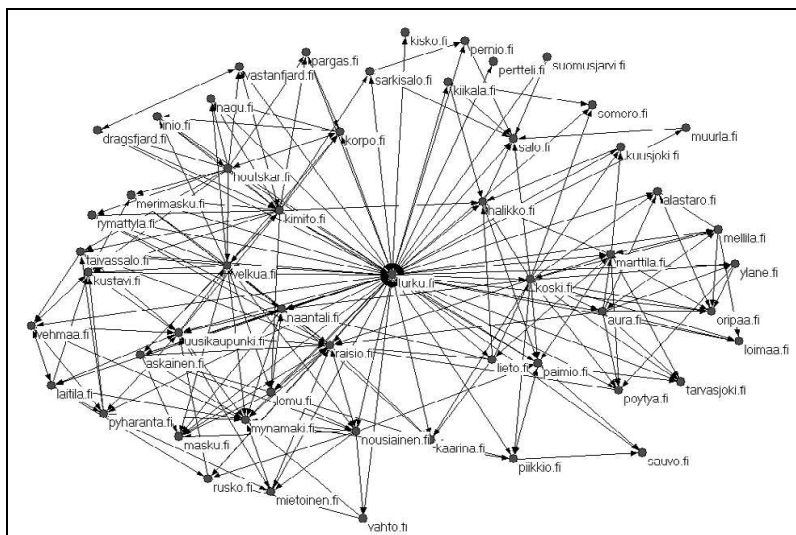 kisko.fi
pernio.fi
pargas.fi
pertteli.fi
suomusjarvi.fi
vastanfjard.fi
sarkisalo.fi
kiikala.fi
nagu.fi
somoro.fi
inio.fi
korpo.fi
salo.fi
muurla.fi
dragsfjard.fi
kuusjoki.fi
houtskar.fi
merimasku.fi
alastaro.fi
rymattyla.fi
kimito.fi
halikko.fi
mellila.fi
taivassalo.fi
marttila.fi
ylane.fi
kustavi.fi
velkua.fi
turku.fi
koski.fi
naantali.fi
aura.fi
oripaa.fi
vehmaa.fi
uusikaupunki.fi
loimaa.fi
askainen.fi
raisio.fi
lieto.fi
paimio.fi
laitila.fi
lomu.fi
poytya.fi
tarvasjoki.fi
pyharanta.fi
mynamaki.fi
masku.fi
nousiainen.fi
kaarina.fi
piikkio.fi
sauvo.fi
rusko.fi
mietoinen.fi
vahto.fi